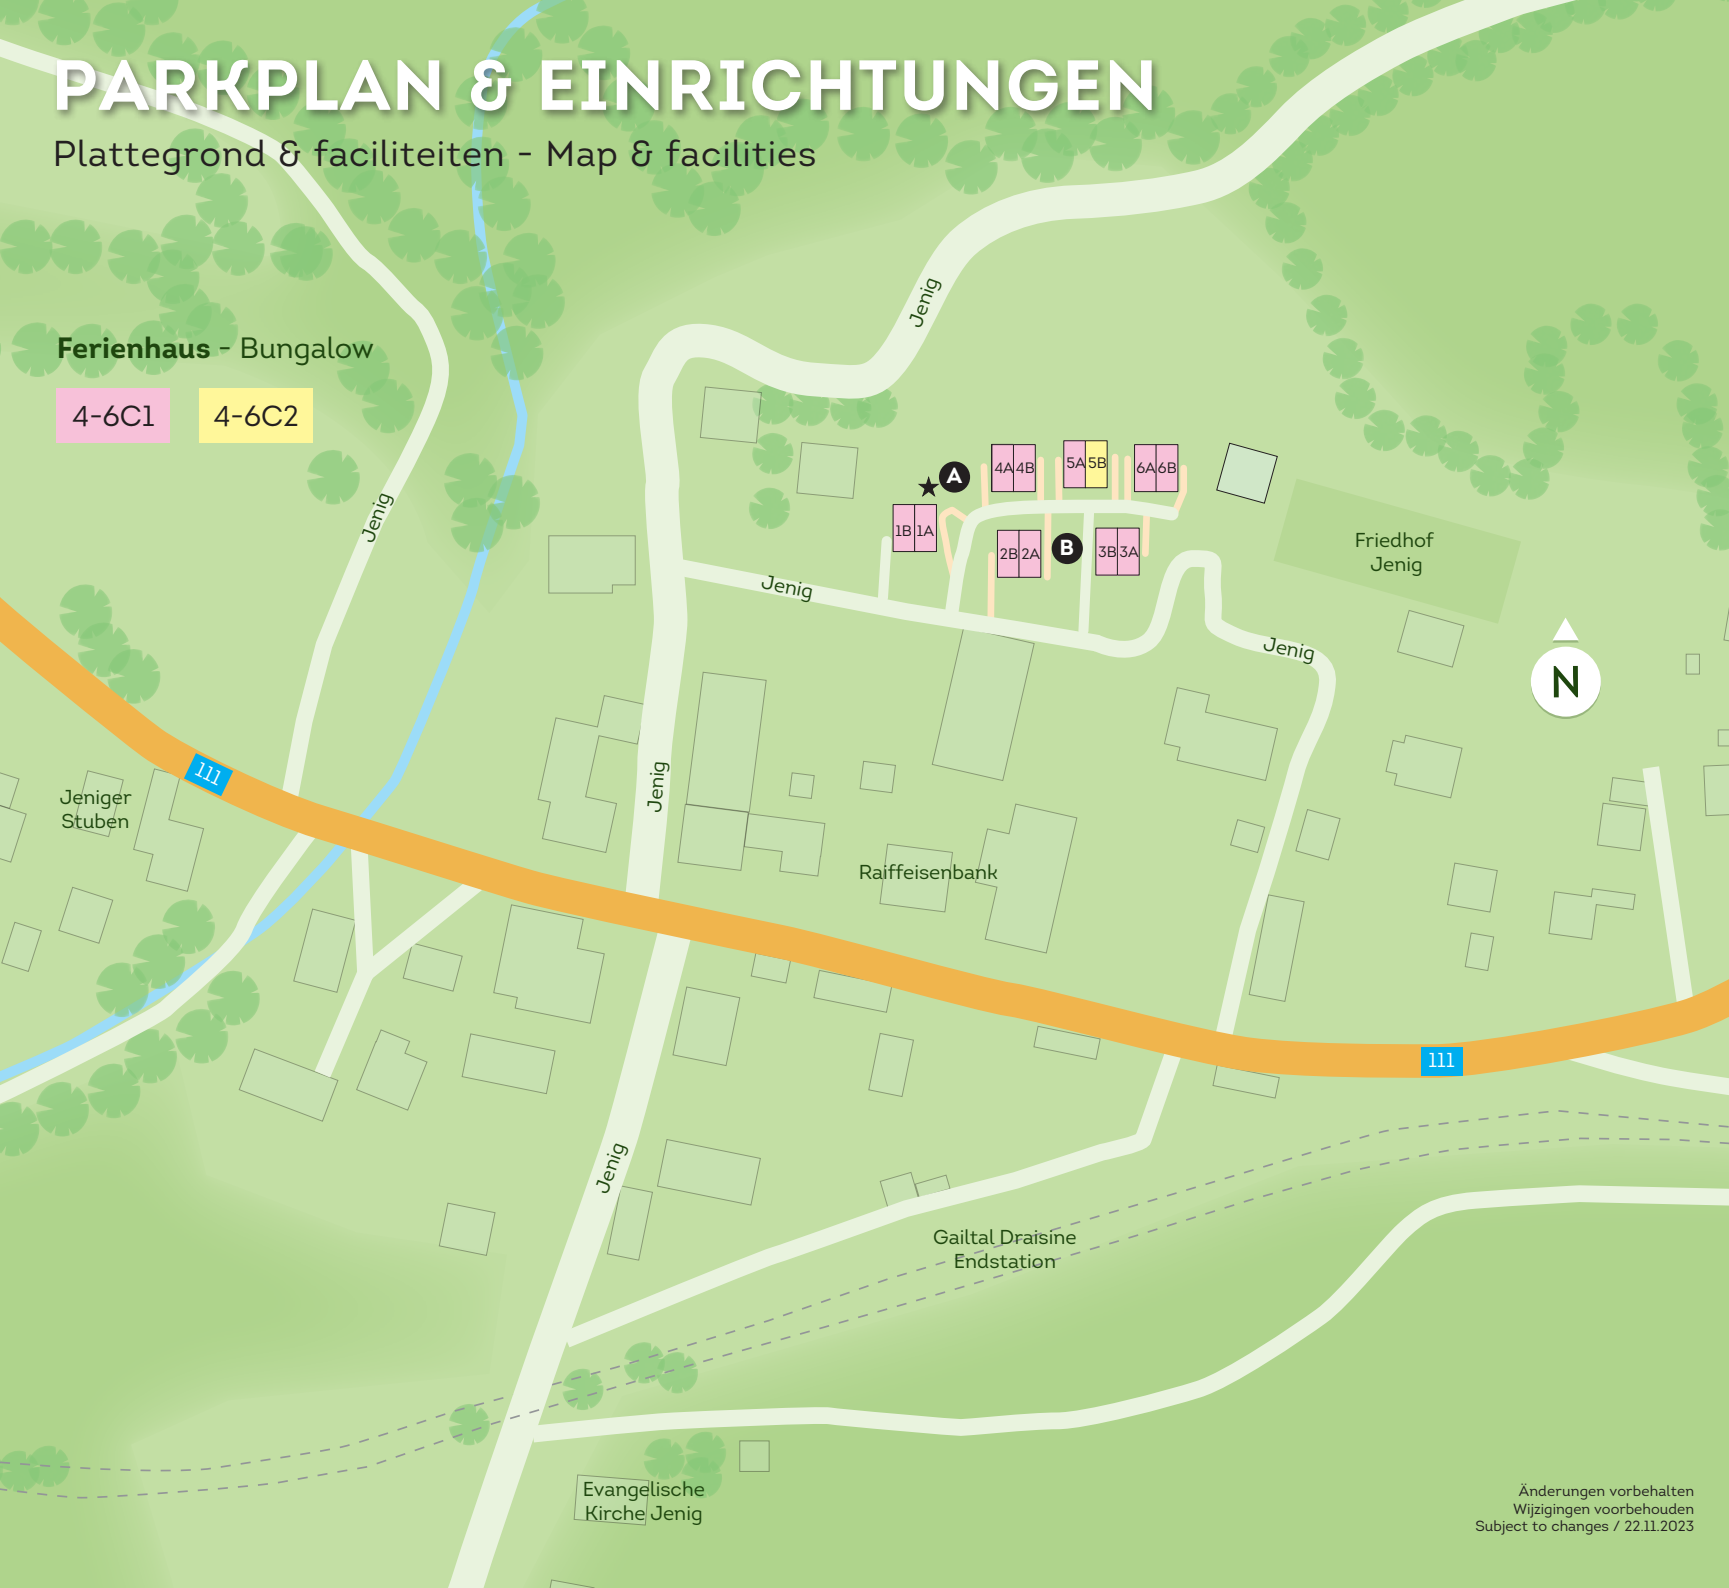 PARKPLAN & EINRICHTUNGEN
Plattegrond & faciliteiten - Map & facilities
Jenig
Ferienhaus - Bungalow
4-6C1 4-6C2
Jenig
A
4A 4B 5A 5B 6A 6B
1B 1A
2B 2A B 3B 3A
Friedhof
Jenig
Jenig
Jenig
N
111
Jenig
Jeniger
Stuben
Raiffeisenbank
111
Jenig
Gailtal Draisine
Endstation
Evangelische
Kirche Jenig
Änderungen vorbehalten
Wijzigingen voorbehouden
Subject to changes / 22.11.2023